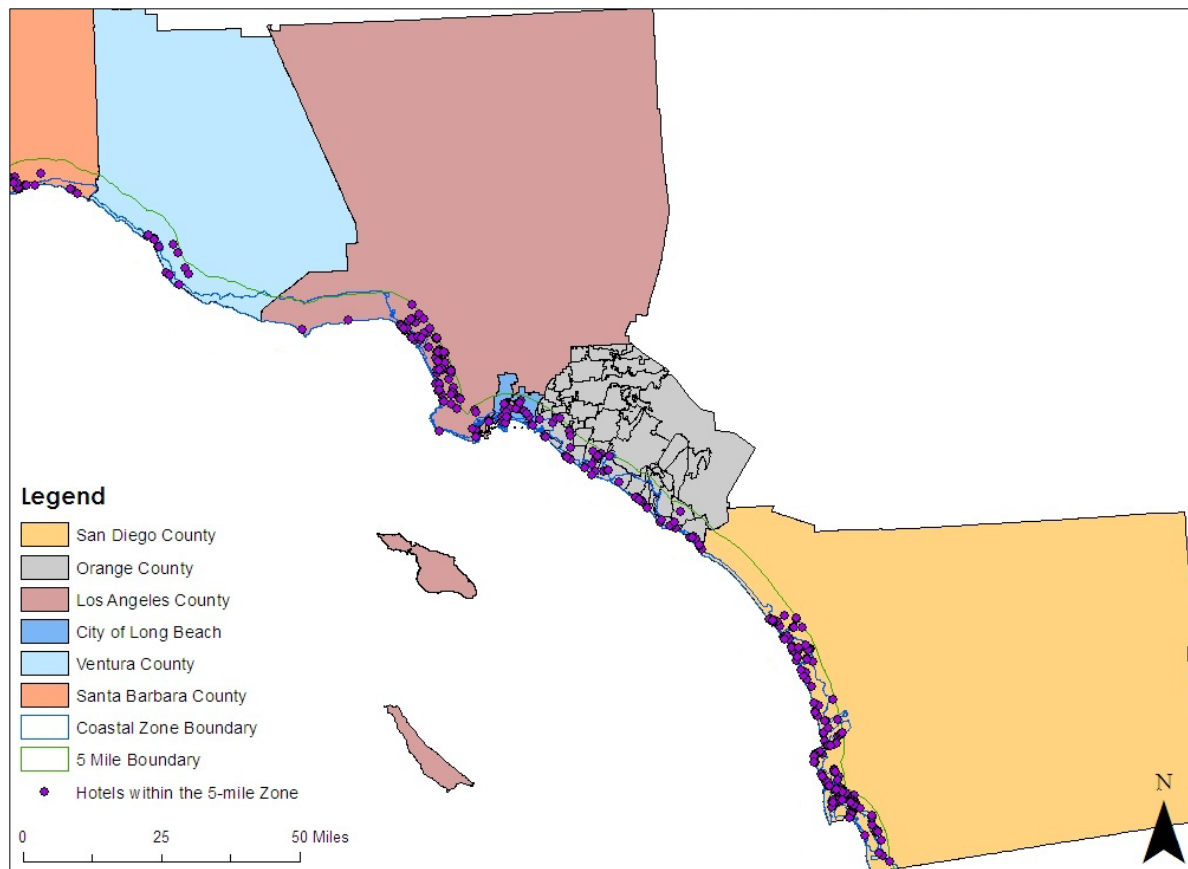 Legend
San Diego County
Orange County
Los Angeles County
City of Long Beach
Ventura County
Santa Barbara County
Coastal Zone Boundary
5 Mile Boundary
Hotels within the 5-mile Zone
0 25 50 Miles
N